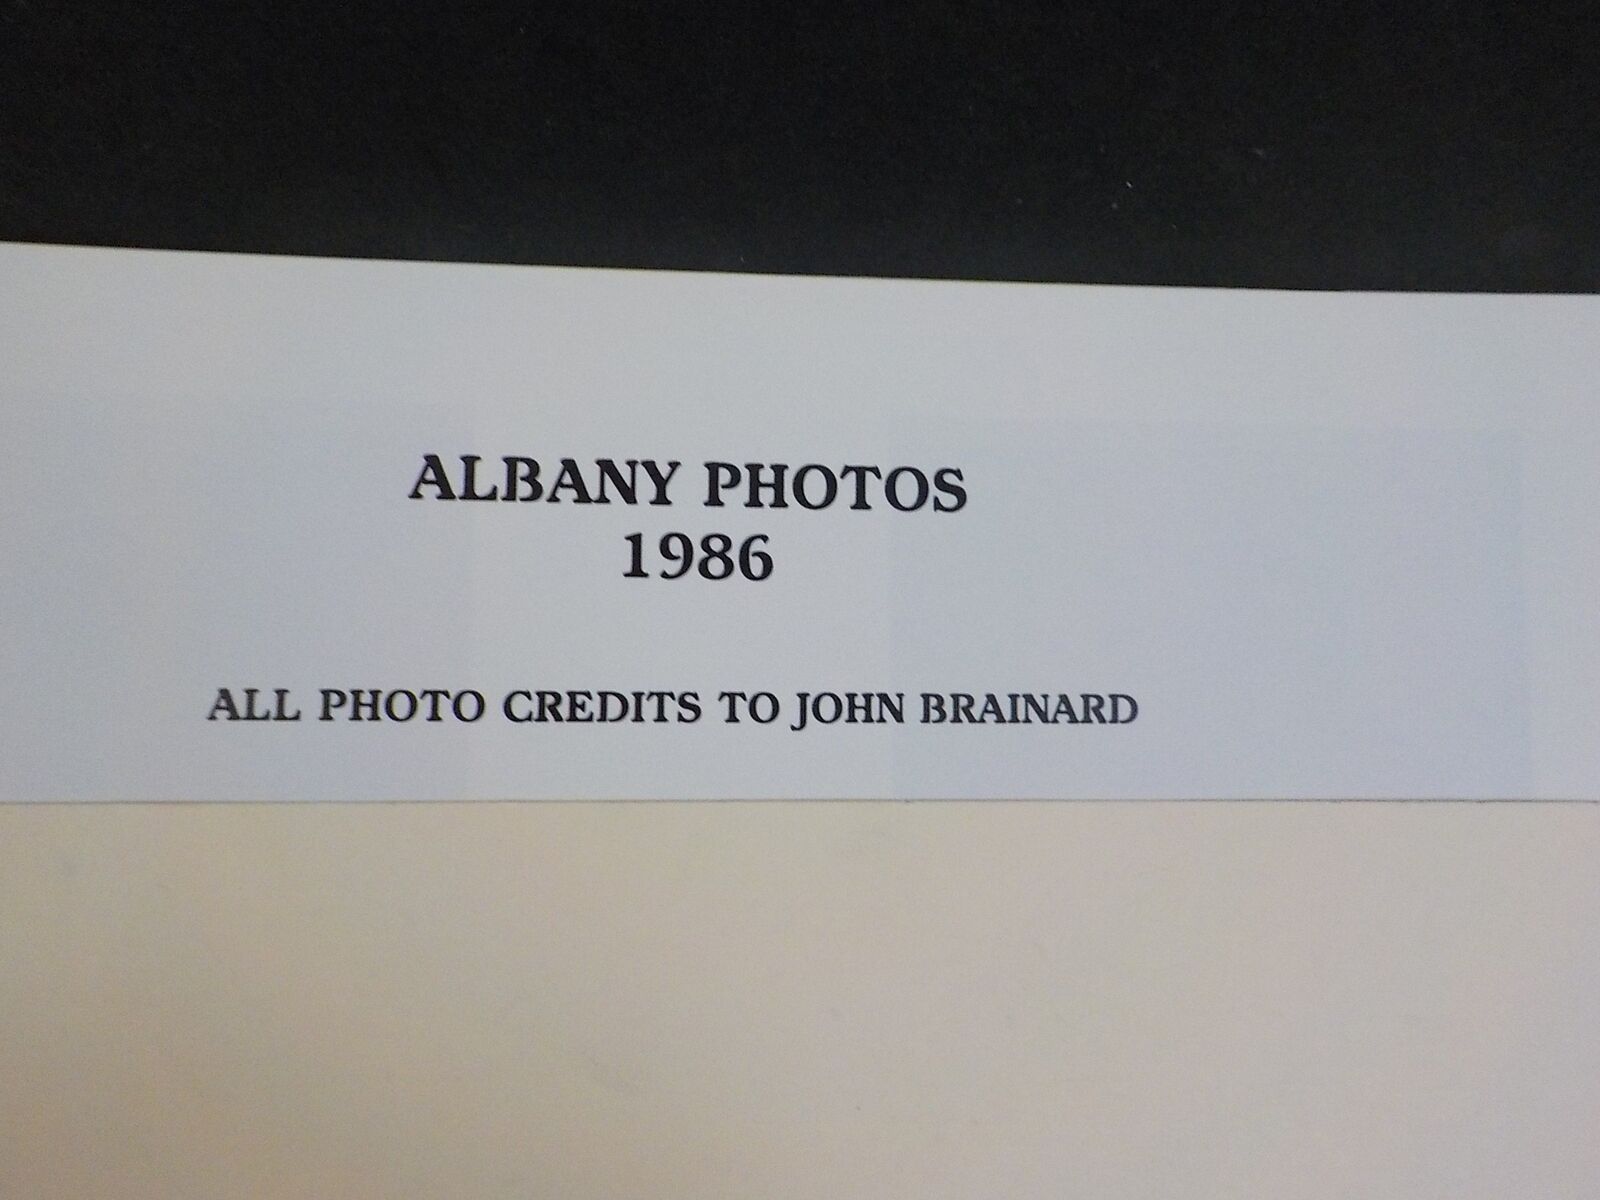 ALBANY PHOTOS
1986
ALL PHOTO CREDITS TO JOHN BRAINARD